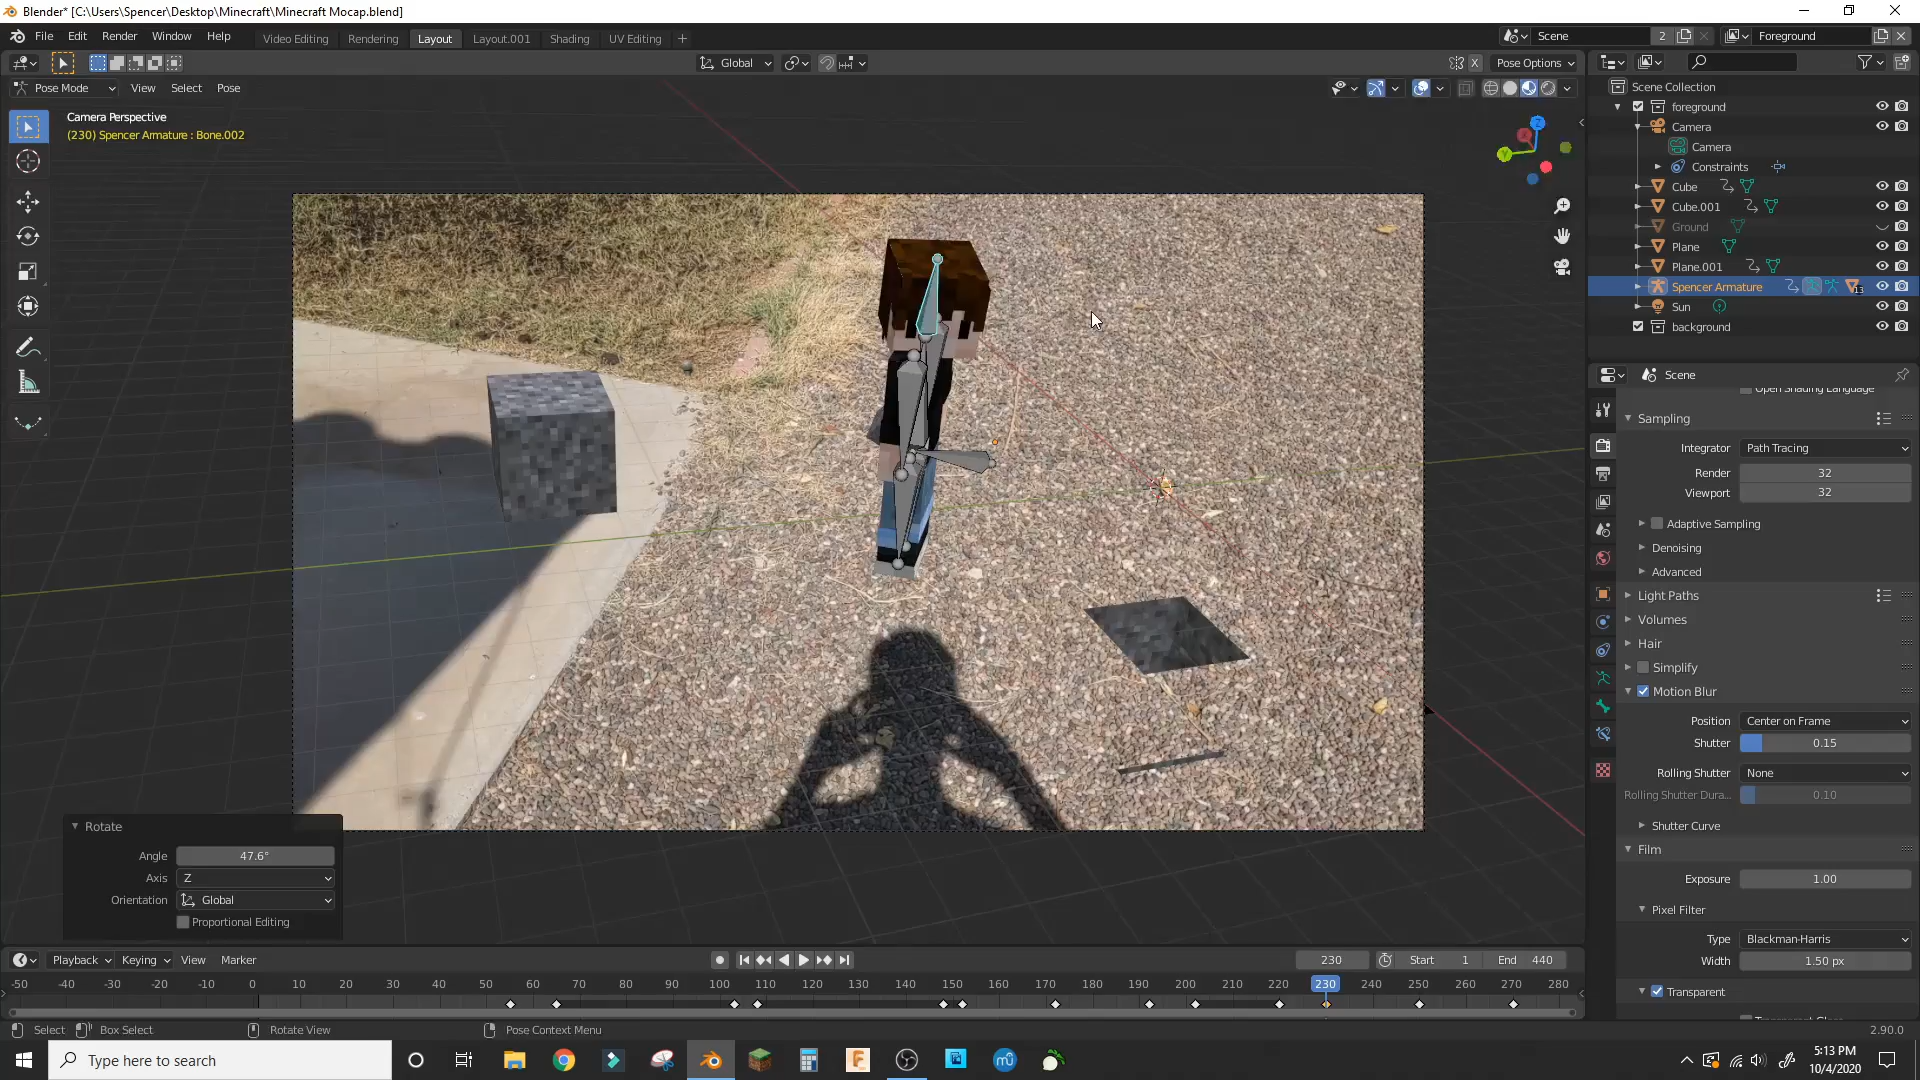 Blender* [C:\Users\Spencer\Desktop\Minecraft\Minecraft Mocap.blend]
File Edit Render Window Help
Video Editing Rendering Layout Layout.001 Shading UV Editing +
Scene 2 Foreground
Global X Pose Options
Pose Mode View Select Pose
Camera Perspective
(230) Spencer Armature : Bone.002
Z
Y
Scene Collection
foreground
Camera
Camera
Constraints
Cube
Cube.001
Ground
Plane
Plane.001
Spencer Armature 13
Sun
background
Scene
Open Shading Language
Sampling
Integrator Path Tracing
Render 32
Viewport 32
Adaptive Sampling
Denoising
Advanced
Light Paths
Volumes
Hair
Simplify
Motion Blur
Position Center on Frame
Shutter 0.15
Rolling Shutter None
Rolling Shutter Dura... 0.10
Shutter Curve
Film
Exposure 1.00
Pixel Filter
Type Blackman-Harris
Width 1.50 px
Transparent
Rotate
Angle 47.6°
Axis Z
Orientation Global
Proportional Editing
Playback Keying View Marker
230 Start 1 End 440
-50 -40 -30 -20 -10 0 10 20 30 40 50 60 70 80 90 100 110 120 130 140 150 160 170 180 190 200 210 220 230 240 250 260 270 280
Select Box Select Rotate View Pose Context Menu 2.90.0
Type here to search
5:13 PM
10/4/2020